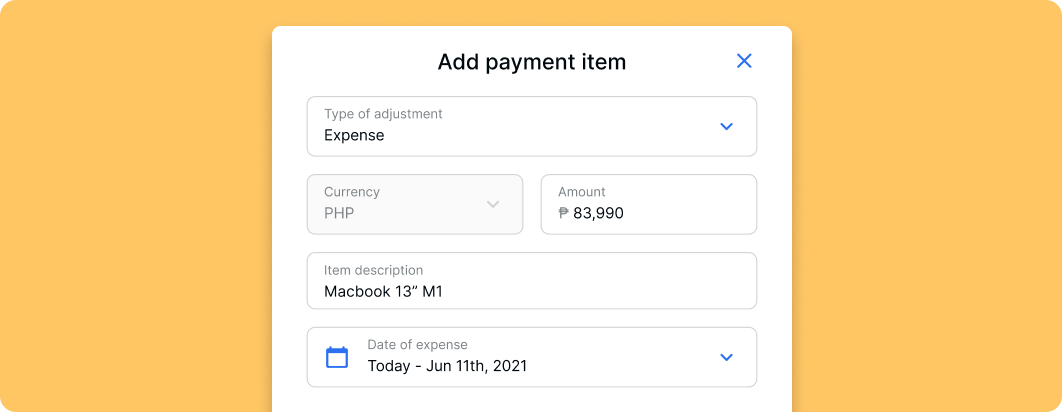 Add payment item
Type of adjustment
Expense
Currency
PHP
Amount
₱ 83,990
Item description
Macbook 13” M1
Date of expense
Today - Jun 11th, 2021